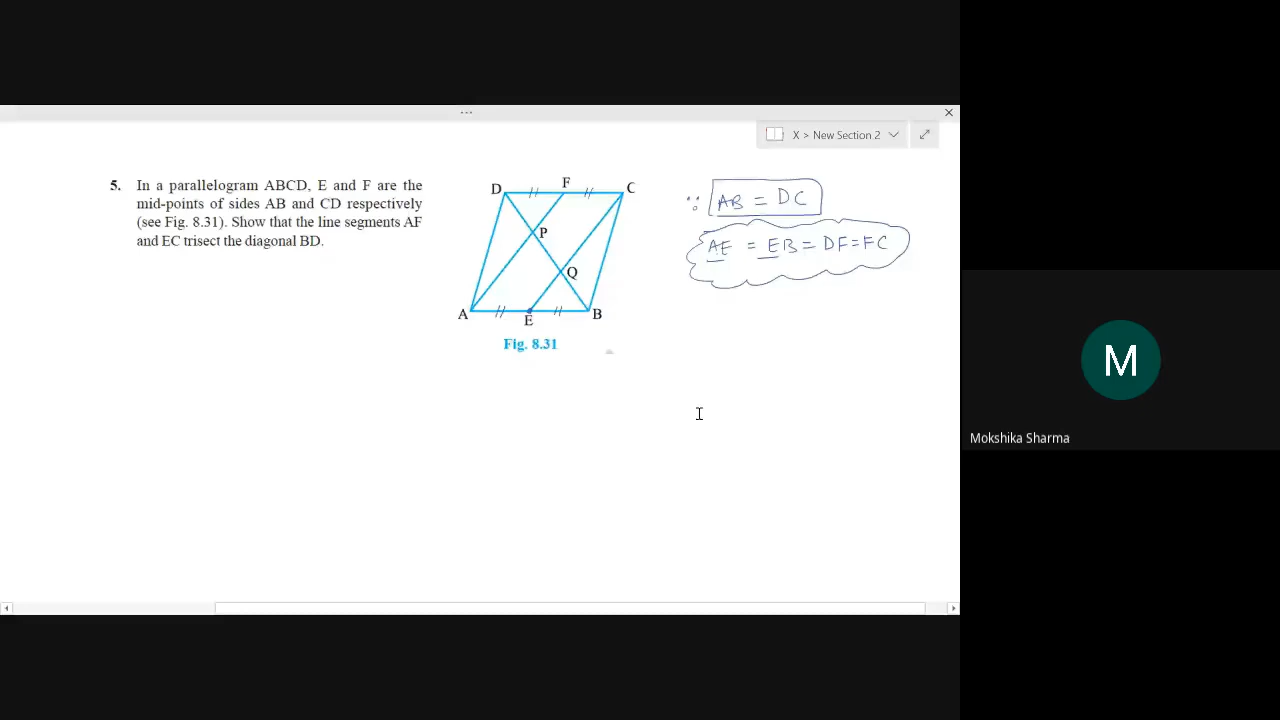 X > New Section 2
5. In a parallelogram ABCD, E and F are the
mid-points of sides AB and CD respectively
(see Fig. 8.31). Show that the line segments AF
and EC trisect the diagonal BD.
D F C
P
Q
A E B
Fig. 8.31
∵ AB = DC
AE = EB = DF = FC
M
Mokshika Sharma